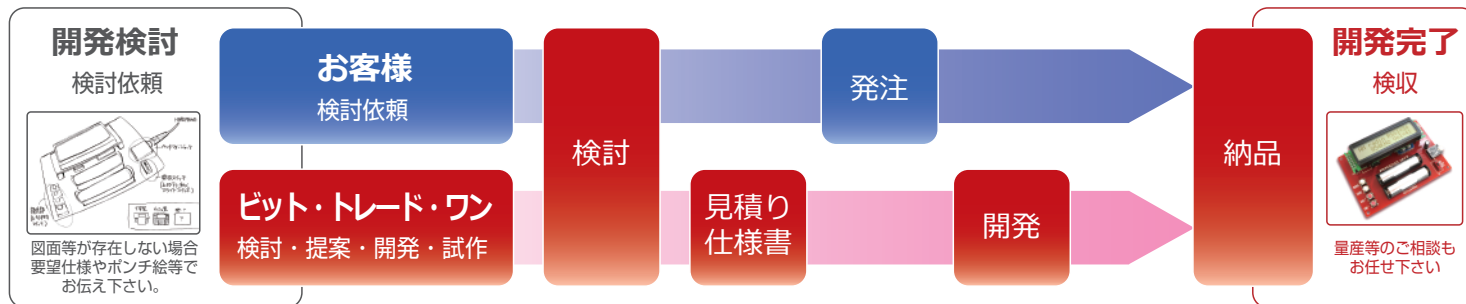 開発検討
検討依頼
図面等が存在しない場合
要望仕様やポンチ絵等で
お伝え下さい。
お客様
検討依頼
ビット・トレード・ワン
検討・提案・開発・試作
検討
見積り
仕様書
発注
開発
納品
開発完了
検収
量産等のご相談も
お任せ下さい